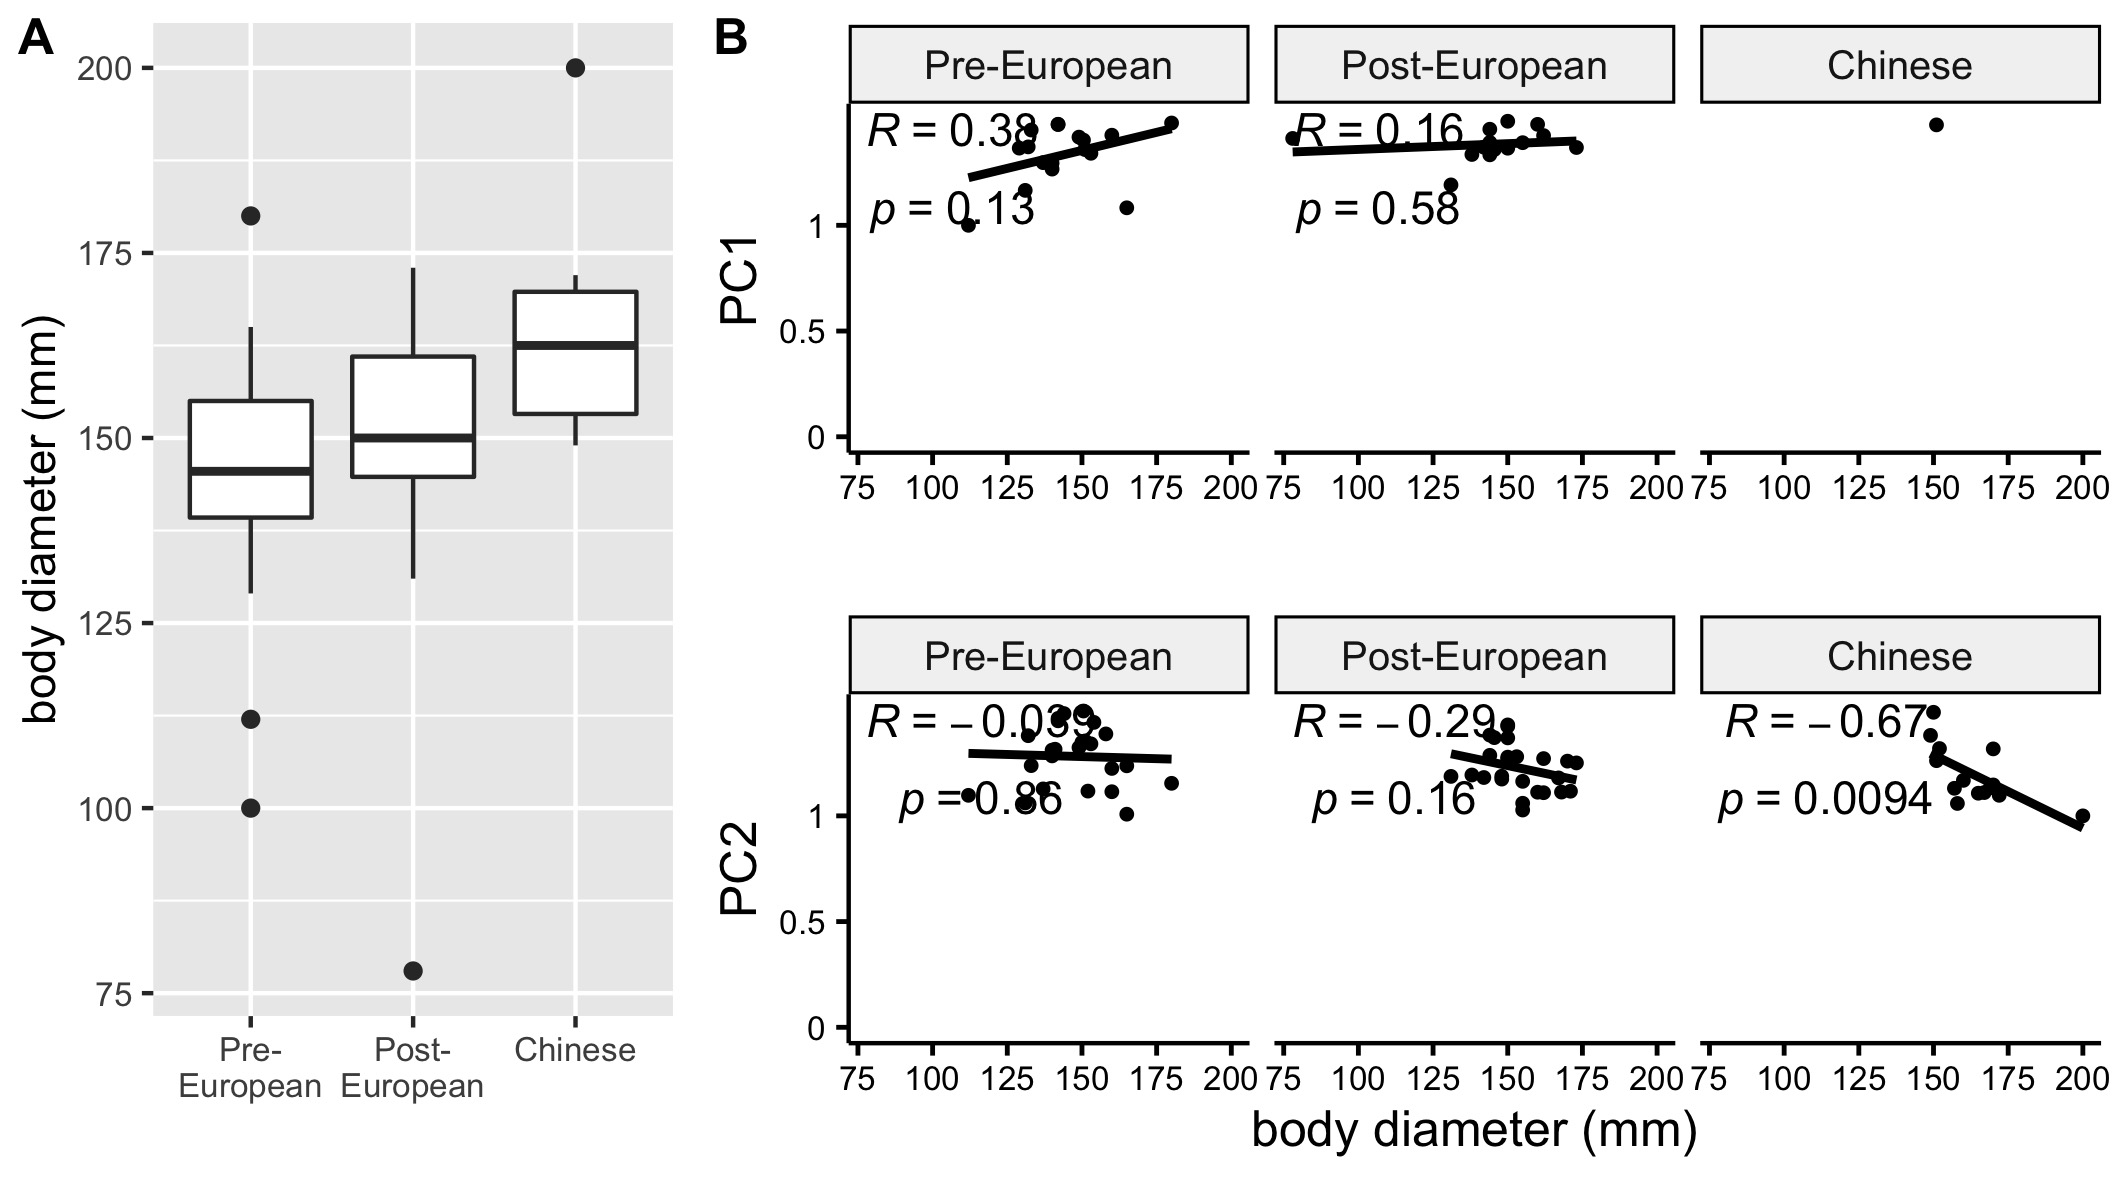 A
body diameter (mm)
200
175
150
125
100
75
Pre-
European
Post-
European
Chinese
B
Pre-European
Post-European
Chinese
PC1
R = 0.38
p = 0.13
R = 0.16
p = 0.58
1
0.5
0
75 100 125 150 175 200
75 100 125 150 175 200
75 100 125 150 175 200
Pre-European
Post-European
Chinese
PC2
R = – 0.039
p = 0.86
R = – 0.29
p = 0.16
R = – 0.67
p = 0.0094
1
0.5
0
75 100 125 150 175 200
75 100 125 150 175 200
75 100 125 150 175 200
body diameter (mm)